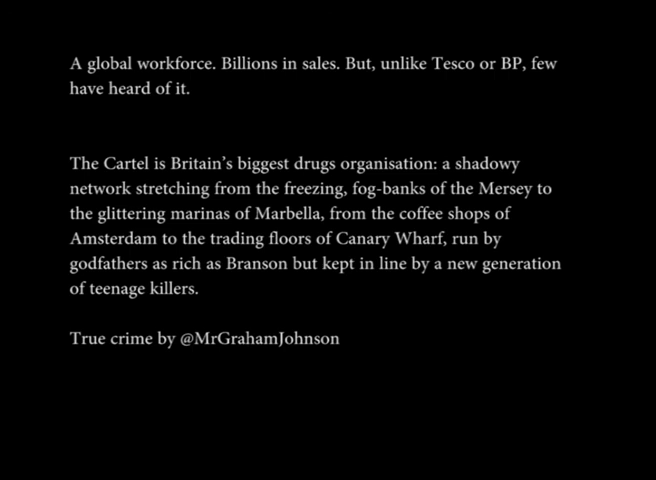 A global workforce. Billions in sales. But, unlike Tesco or BP, few
have heard of it.
The Cartel is Britain’s biggest drugs organisation: a shadowy
network stretching from the freezing, fog-banks of the Mersey to
the glittering marinas of Marbella, from the coffee shops of
Amsterdam to the trading floors of Canary Wharf, run by
godfathers as rich as Branson but kept in line by a new generation
of teenage killers.
True crime by @MrGrahamJohnson